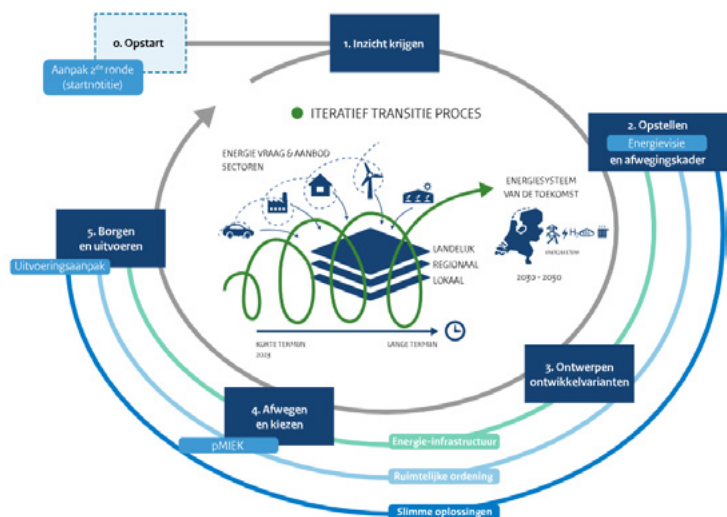 0. Opstart
Aanpak 2de ronde
(startnotitie)
1. Inzicht krijgen
ITERATIEF TRANSITIE PROCES
2. Opstellen
Energievisie
en afwegingskader
ENERGIE VRAAG & AANBOD
SECTOREN
ENERGIESYSTEEM
VAN DE TOEKOMST
5. Borgen
en uitvoeren
Uitvoeringsaanpak
LANDELIJK
REGIONAAL
LOKAAL
H2
2030 - 2050
KORTE TERMIJN
2023
LANGE TERMIJN
3. Ontwerpen
ontwikkelvarianten
4. Afwegen
en kiezen
pMIEK
Energie-infrastructuur
Ruimtelijke ordening
Slimme oplossingen